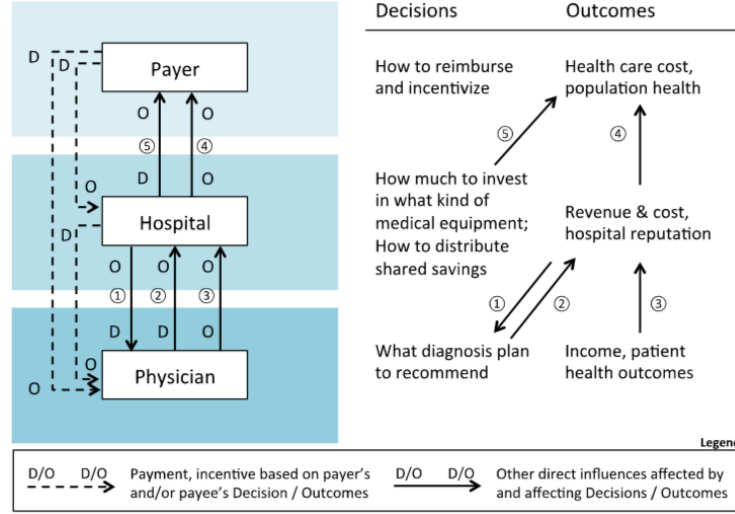 Decisions Outcomes
D
D
Payer
How to reimburse
and incentivize
Health care cost,
population health
O O
⑤ ④
⑤ ④
D O
O
How much to invest
in what kind of
medical equipment;
How to distribute
shared savings
Hospital
Revenue & cost,
hospital reputation
D
O O O
① ② ③
① ② ③
D D O
Physician
O
O
What diagnosis plan
to recommend
Income, patient
health outcomes
Legend
D/O D/O
Payment, incentive based on payer's
and/or payee's Decision / Outcomes
D/O D/O
Other direct influences affected by
and affecting Decisions / Outcomes